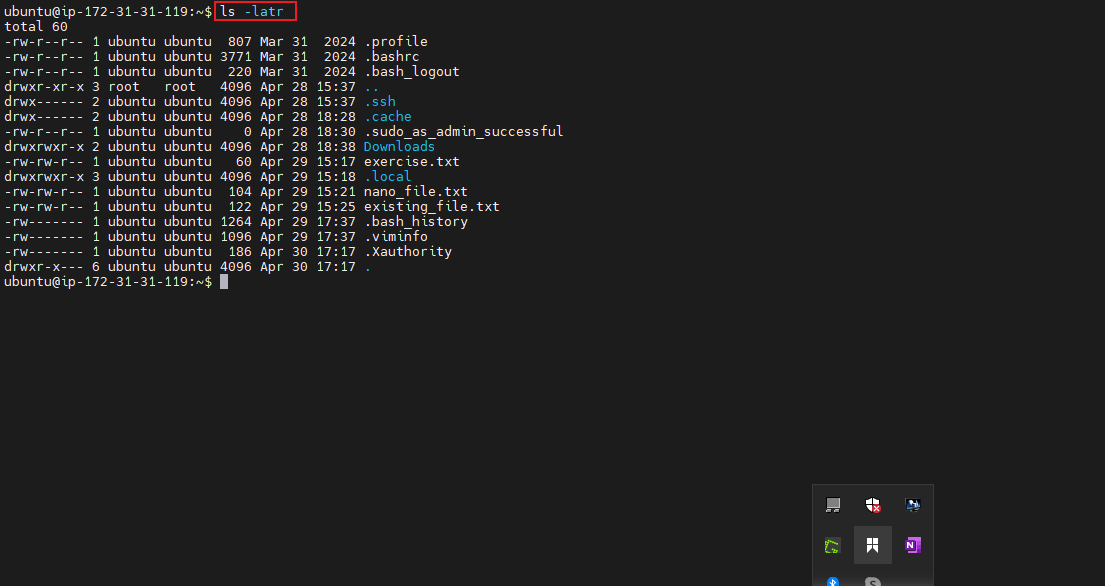 ubuntu@ip-172-31-31-119:~$ ls -latr
total 60
-rw-r--r-- 1 ubuntu ubuntu  807 Mar 31  2024 .profile
-rw-r--r-- 1 ubuntu ubuntu 3771 Mar 31  2024 .bashrc
-rw-r--r-- 1 ubuntu ubuntu  220 Mar 31  2024 .bash_logout
drwxr-xr-x 3 root   root   4096 Apr 28 15:37 ..
drwx------ 2 ubuntu ubuntu 4096 Apr 28 15:37 .ssh
drwx------ 2 ubuntu ubuntu 4096 Apr 28 18:28 .cache
-rw-r--r-- 1 ubuntu ubuntu    0 Apr 28 18:30 .sudo_as_admin_successful
drwxrwxr-x 2 ubuntu ubuntu 4096 Apr 28 18:38 Downloads
-rw-rw-r-- 1 ubuntu ubuntu   60 Apr 29 15:17 exercise.txt
drwxrwxr-x 3 ubuntu ubuntu 4096 Apr 29 15:18 .local
-rw-rw-r-- 1 ubuntu ubuntu  104 Apr 29 15:21 nano_file.txt
-rw-rw-r-- 1 ubuntu ubuntu  122 Apr 29 15:25 existing_file.txt
-rw------- 1 ubuntu ubuntu 1264 Apr 29 17:37 .bash_history
-rw------- 1 ubuntu ubuntu 1096 Apr 29 17:37 .viminfo
-rw------- 1 ubuntu ubuntu  186 Apr 30 17:17 .Xauthority
drwxr-x--- 6 ubuntu ubuntu 4096 Apr 30 17:17 .
ubuntu@ip-172-31-31-119:~$
N
S